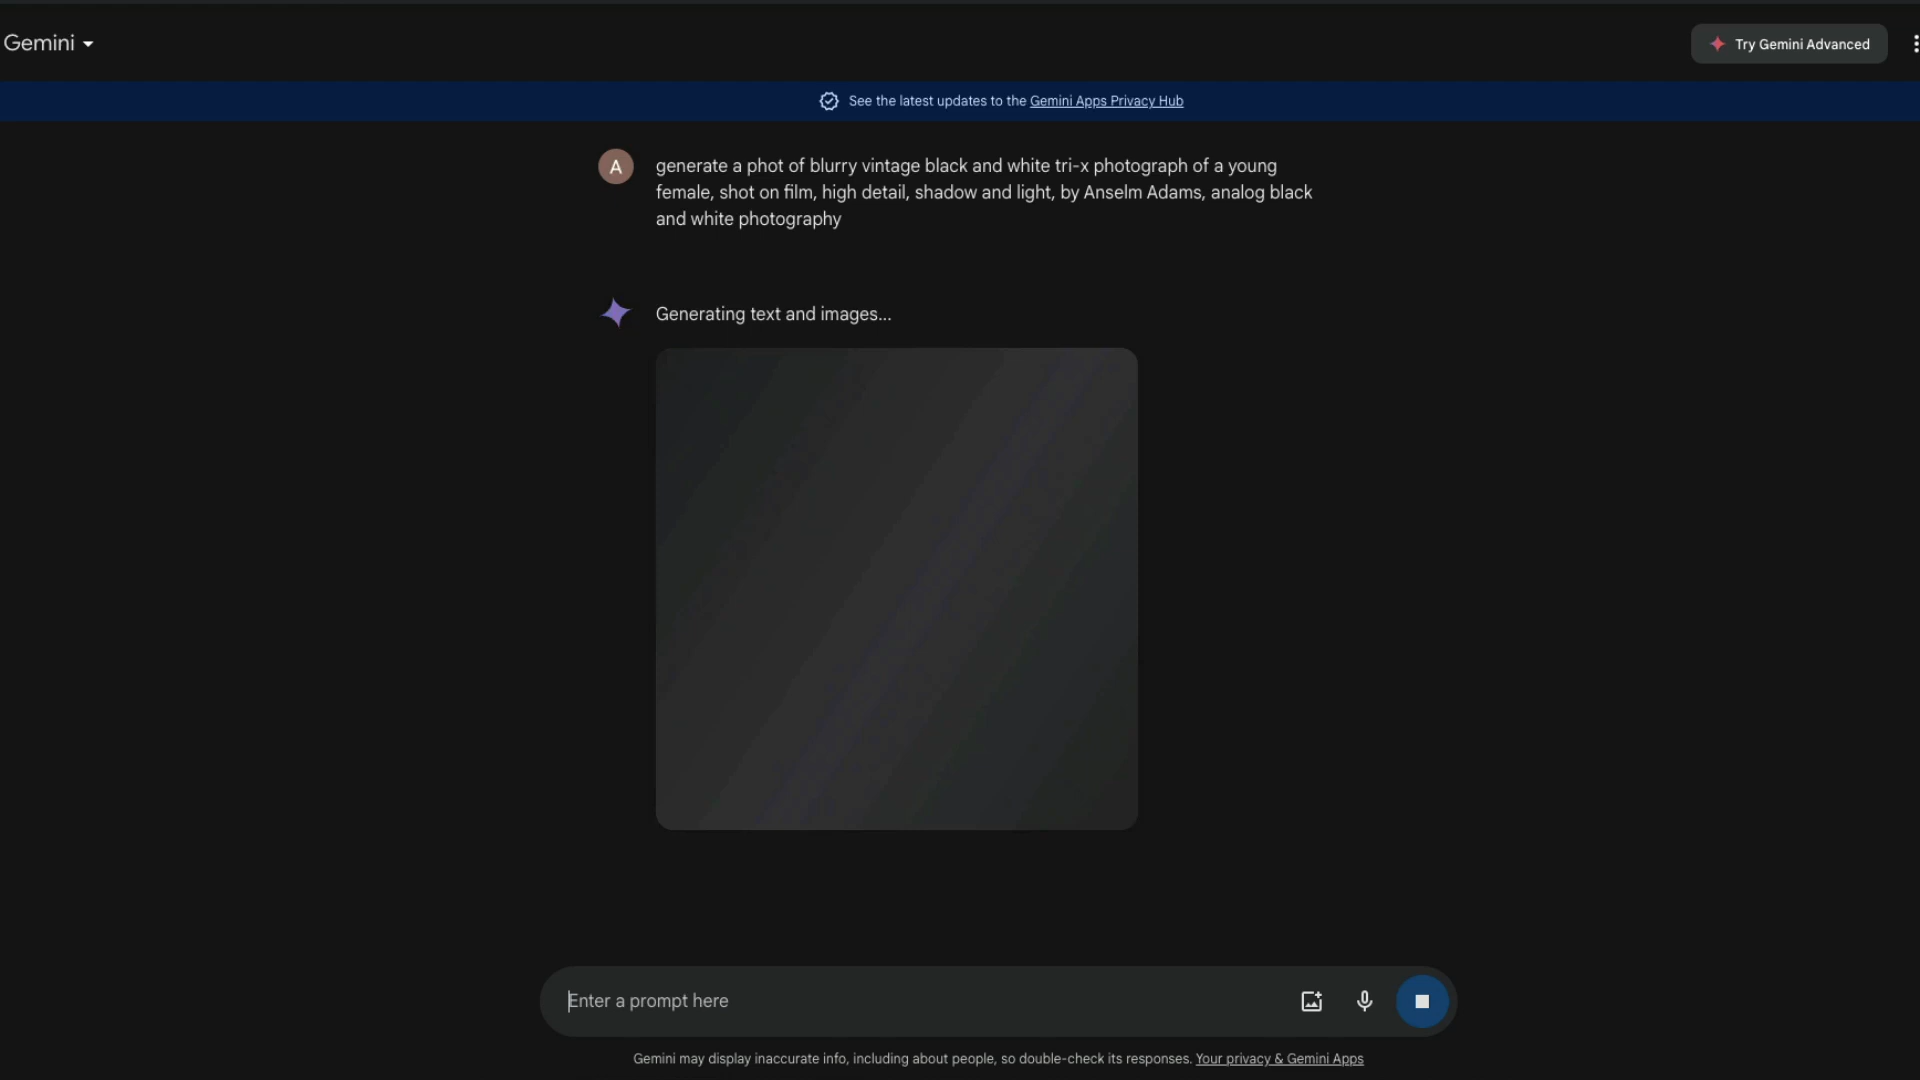 Gemini
Try Gemini Advanced
See the latest updates to the Gemini Apps Privacy Hub
A
generate a phot of blurry vintage black and white tri-x photograph of a young
female, shot on film, high detail, shadow and light, by Anselm Adams, analog black
and white photography
Generating text and images...
Enter a prompt here
Gemini may display inaccurate info, including about people, so double-check its responses. Your privacy & Gemini Apps